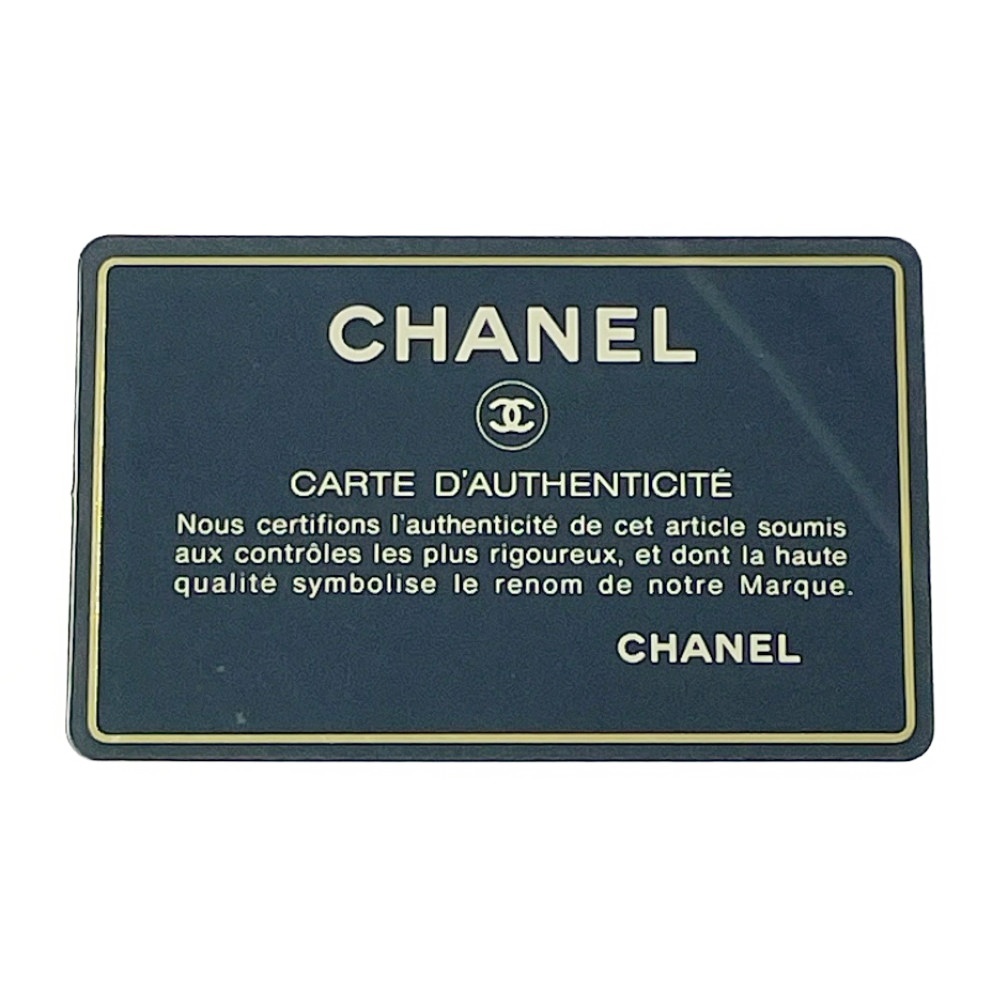 CHANEL
CARTE D'AUTHENTICITÉ
Nous certifions l'authenticité de cet article soumis
aux contrôles les plus rigoureux, et dont la haute
qualité symbolise le renom de notre Marque.
CHANEL